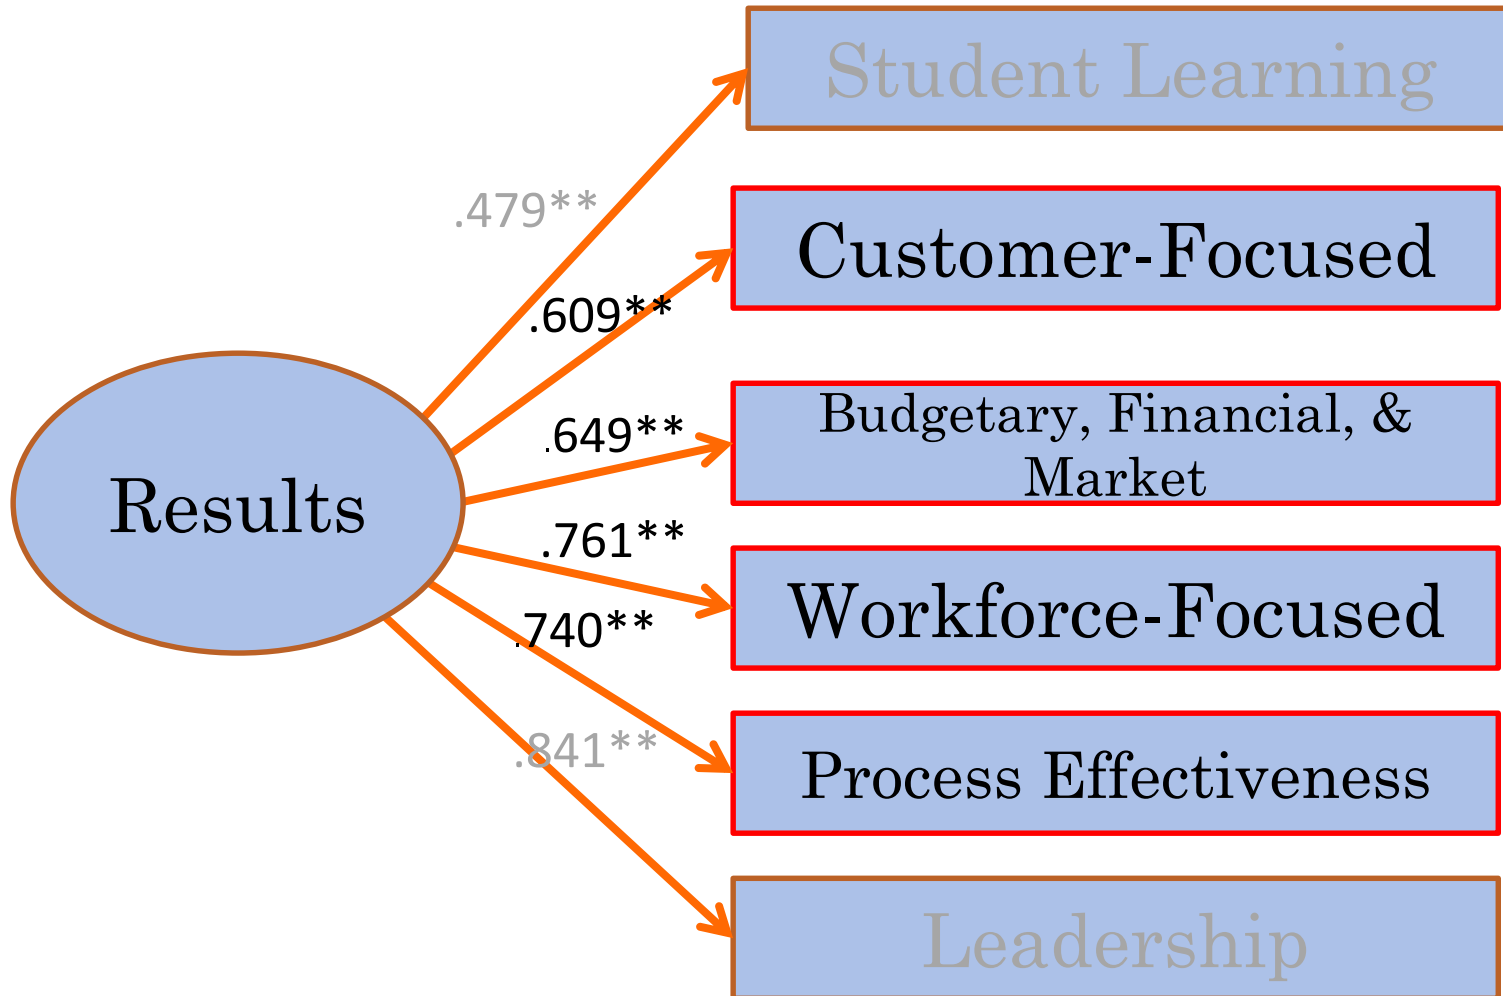 Student Learning
.479**
Customer-Focused
.609**
Budgetary, Financial, &
Market
.649**
Results
.761**
Workforce-Focused
.740**
Process Effectiveness
.841**
Leadership